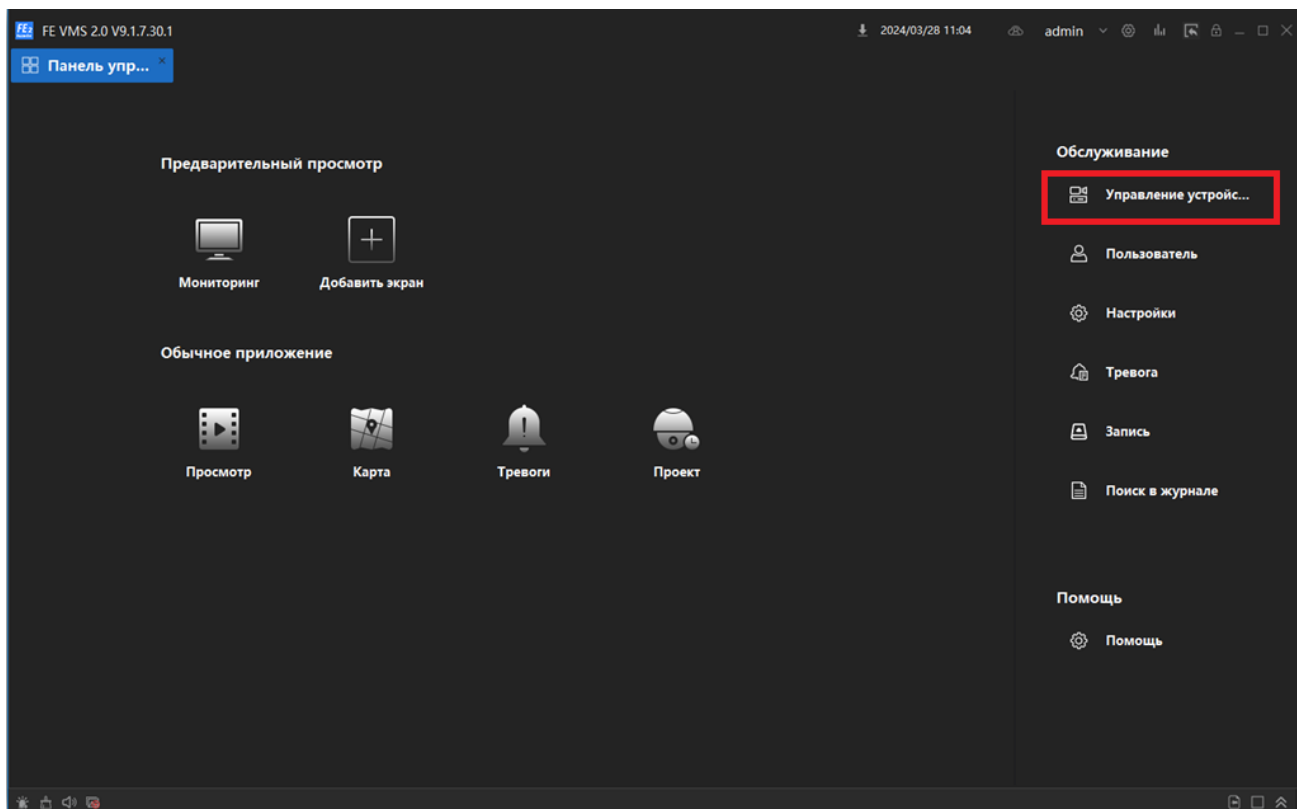 FE VMS 2.0 V9.1.7.30.1
2024/03/28 11:04
admin
Панель упр...
Предварительный просмотр
Мониторинг
Добавить экран
Обычное приложение
Просмотр
Карта
Тревоги
Проект
Обслуживание
Управление устройс...
Пользователь
Настройки
Тревога
Запись
Поиск в журнале
Помощь
Помощь